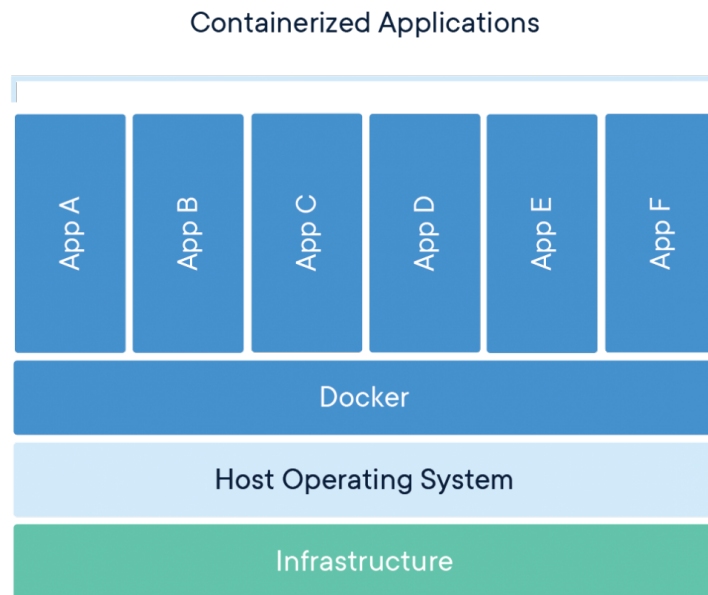 Containerized Applications
App A
App B
App C
App D
App E
App F
Docker
Host Operating System
Infrastructure